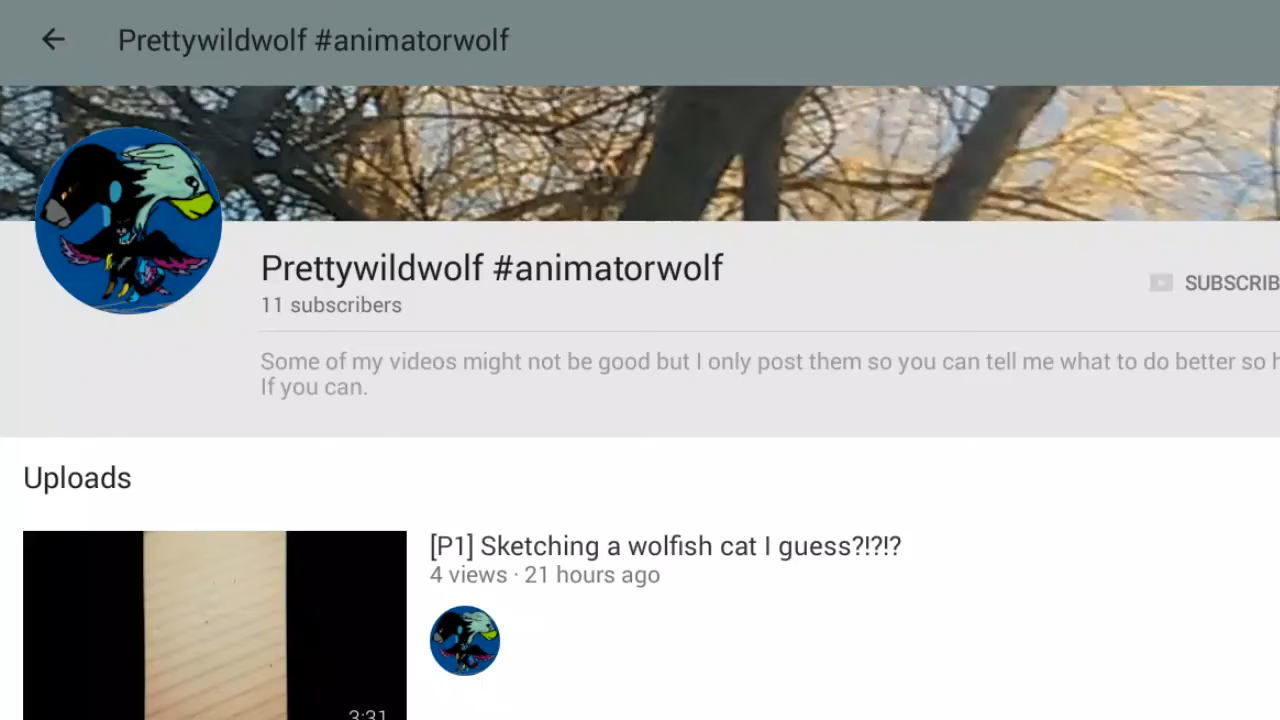 Prettywildwolf #animatorwolf
Prettywildwolf #animatorwolf
11 subscribers
SUBSCRIB
Some of my videos might not be good but I only post them so you can tell me what to do better so h
If you can.
Uploads
[P1] Sketching a wolfish cat I guess?!?!?
4 views · 21 hours ago
3:31